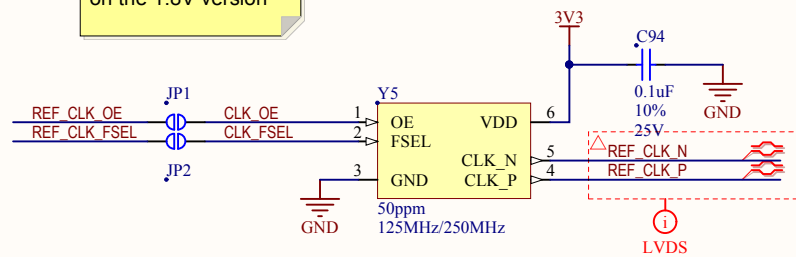 on the 1.8V version
3V3
C94
0.1uF
10%
25V
GND
JP1
REF_CLK_OE
CLK_OE
REF_CLK_FSEL
CLK_FSEL
JP2
Y5
1
OE
VDD
6
2
FSEL
CLK_N
5
REF_CLK_N
3
GND
CLK_P
4
REF_CLK_P
GND
50ppm
125MHz/250MHz
i
LVDS